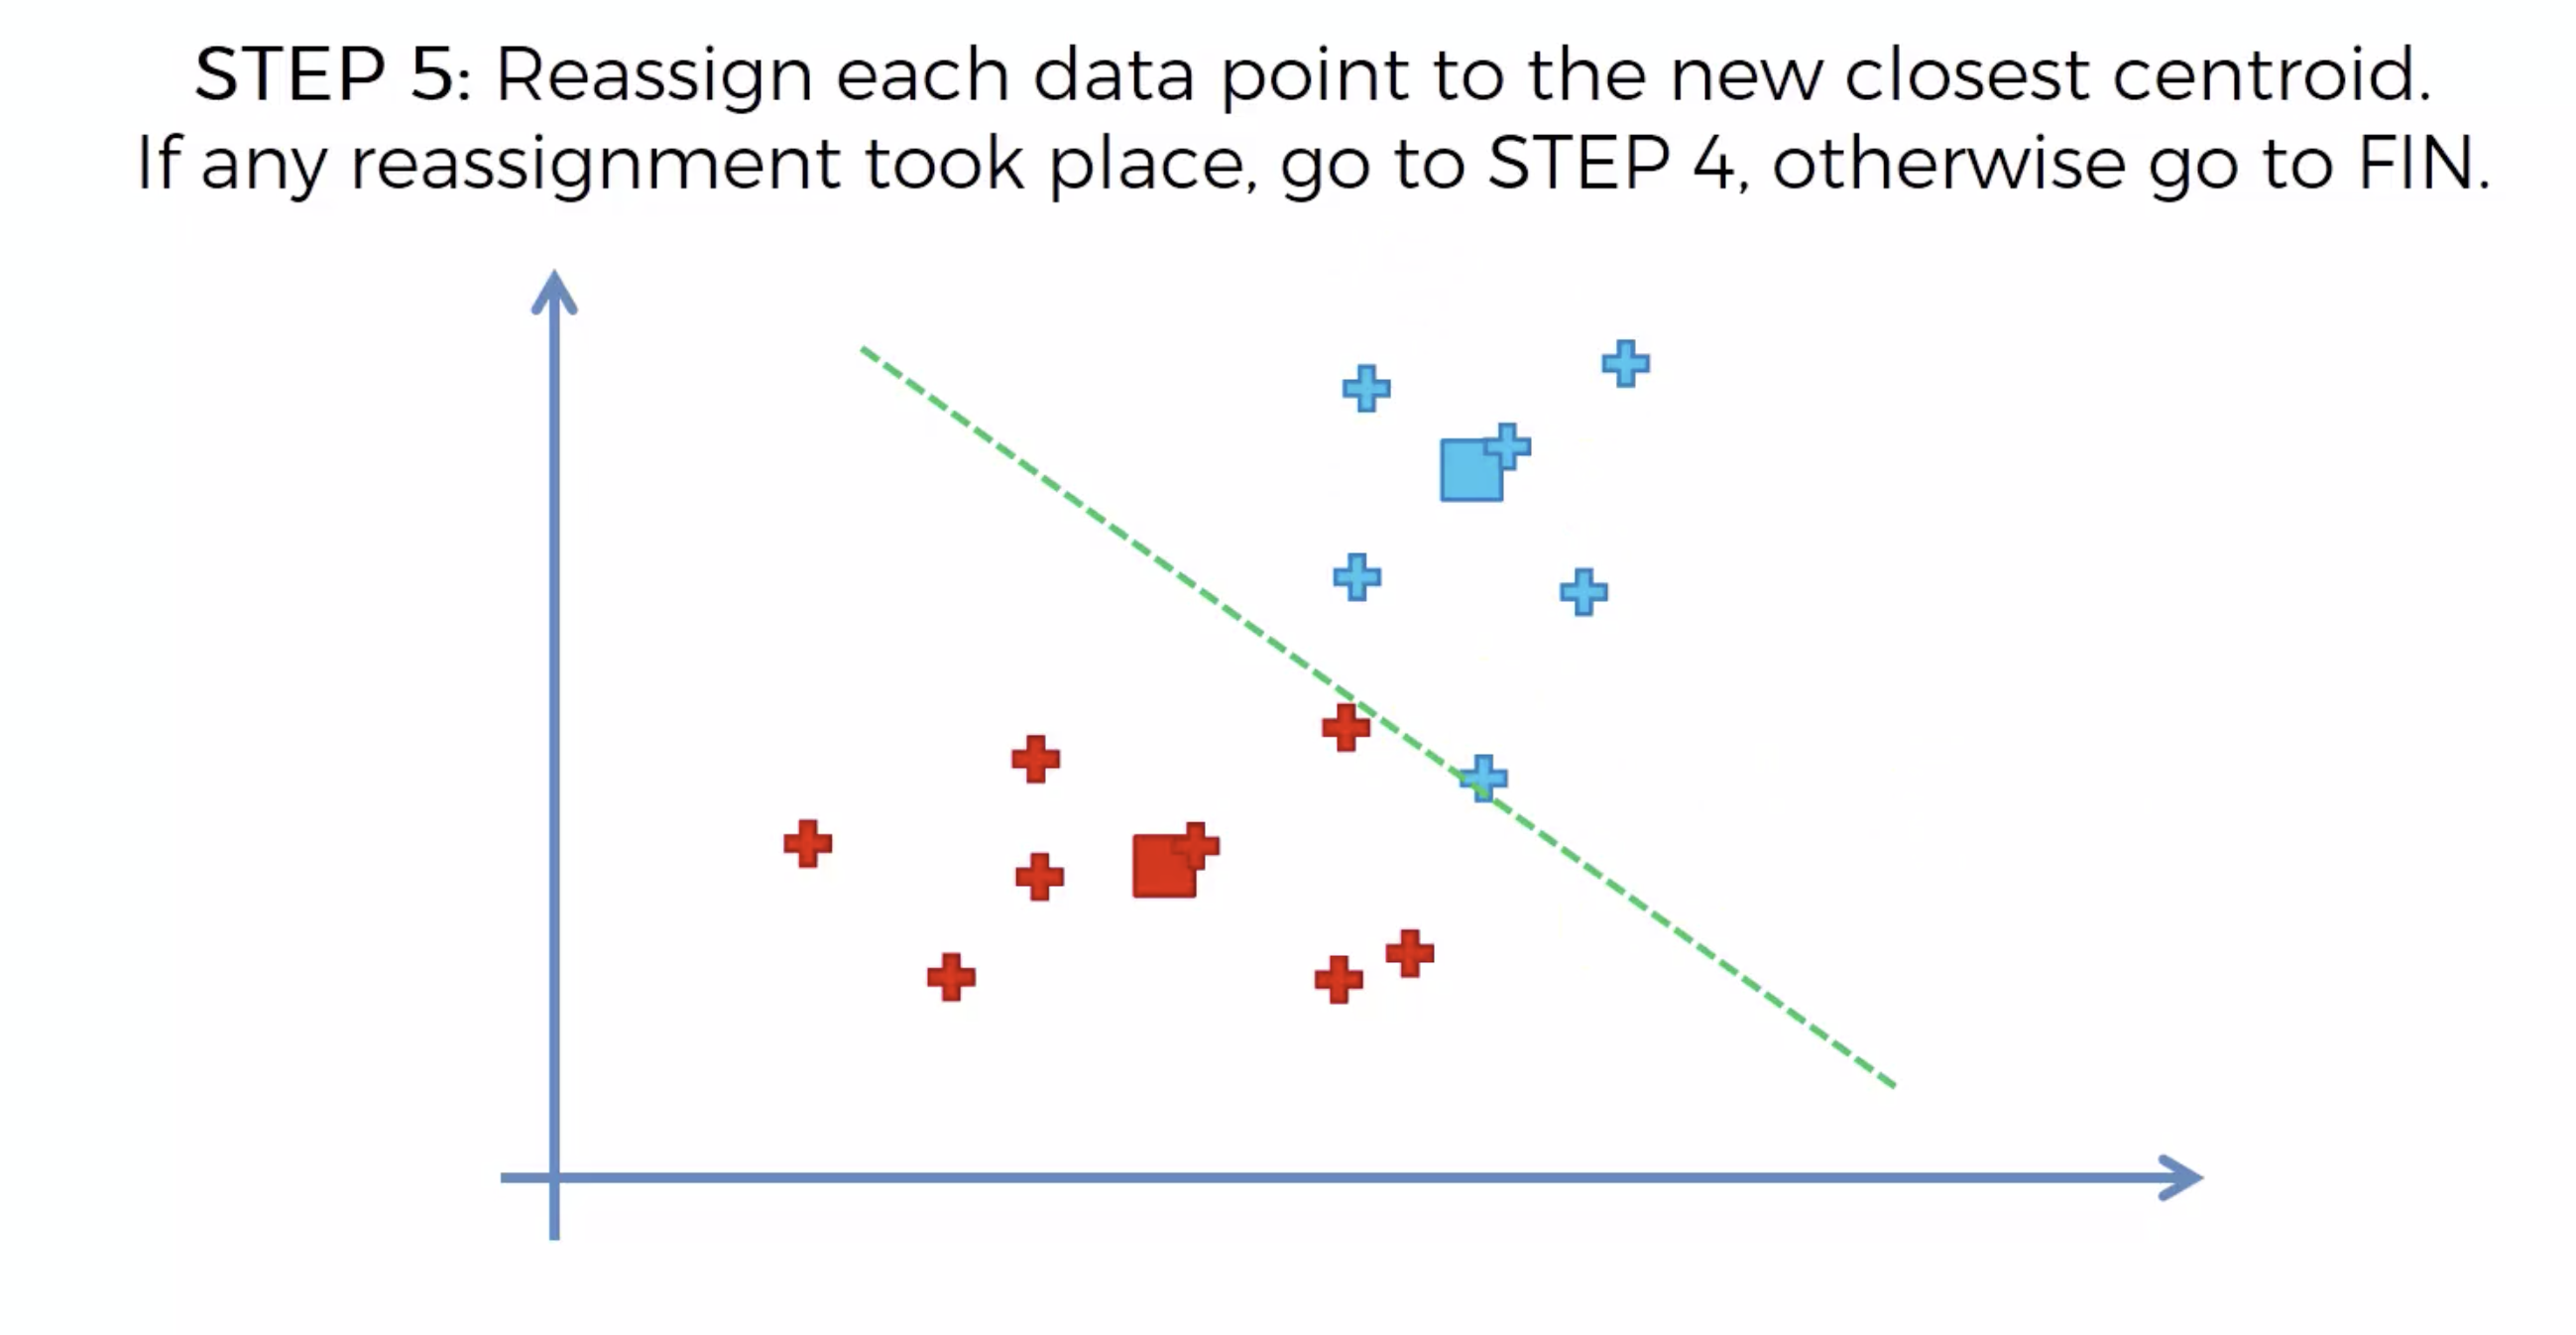 STEP 5: Reassign each data point to the new closest centroid.
If any reassignment took place, go to STEP 4, otherwise go to FIN.